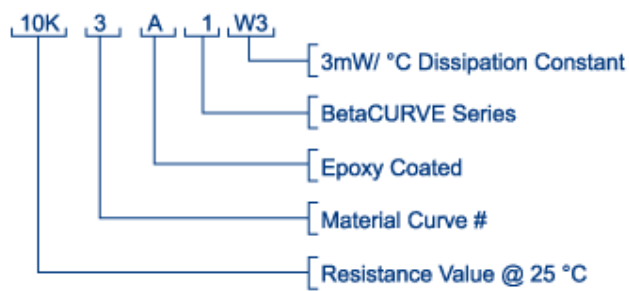 10K 3 A 1 W3
3mW/ °C Dissipation Constant
BetaCURVE Series
Epoxy Coated
Material Curve #
Resistance Value @ 25 °C